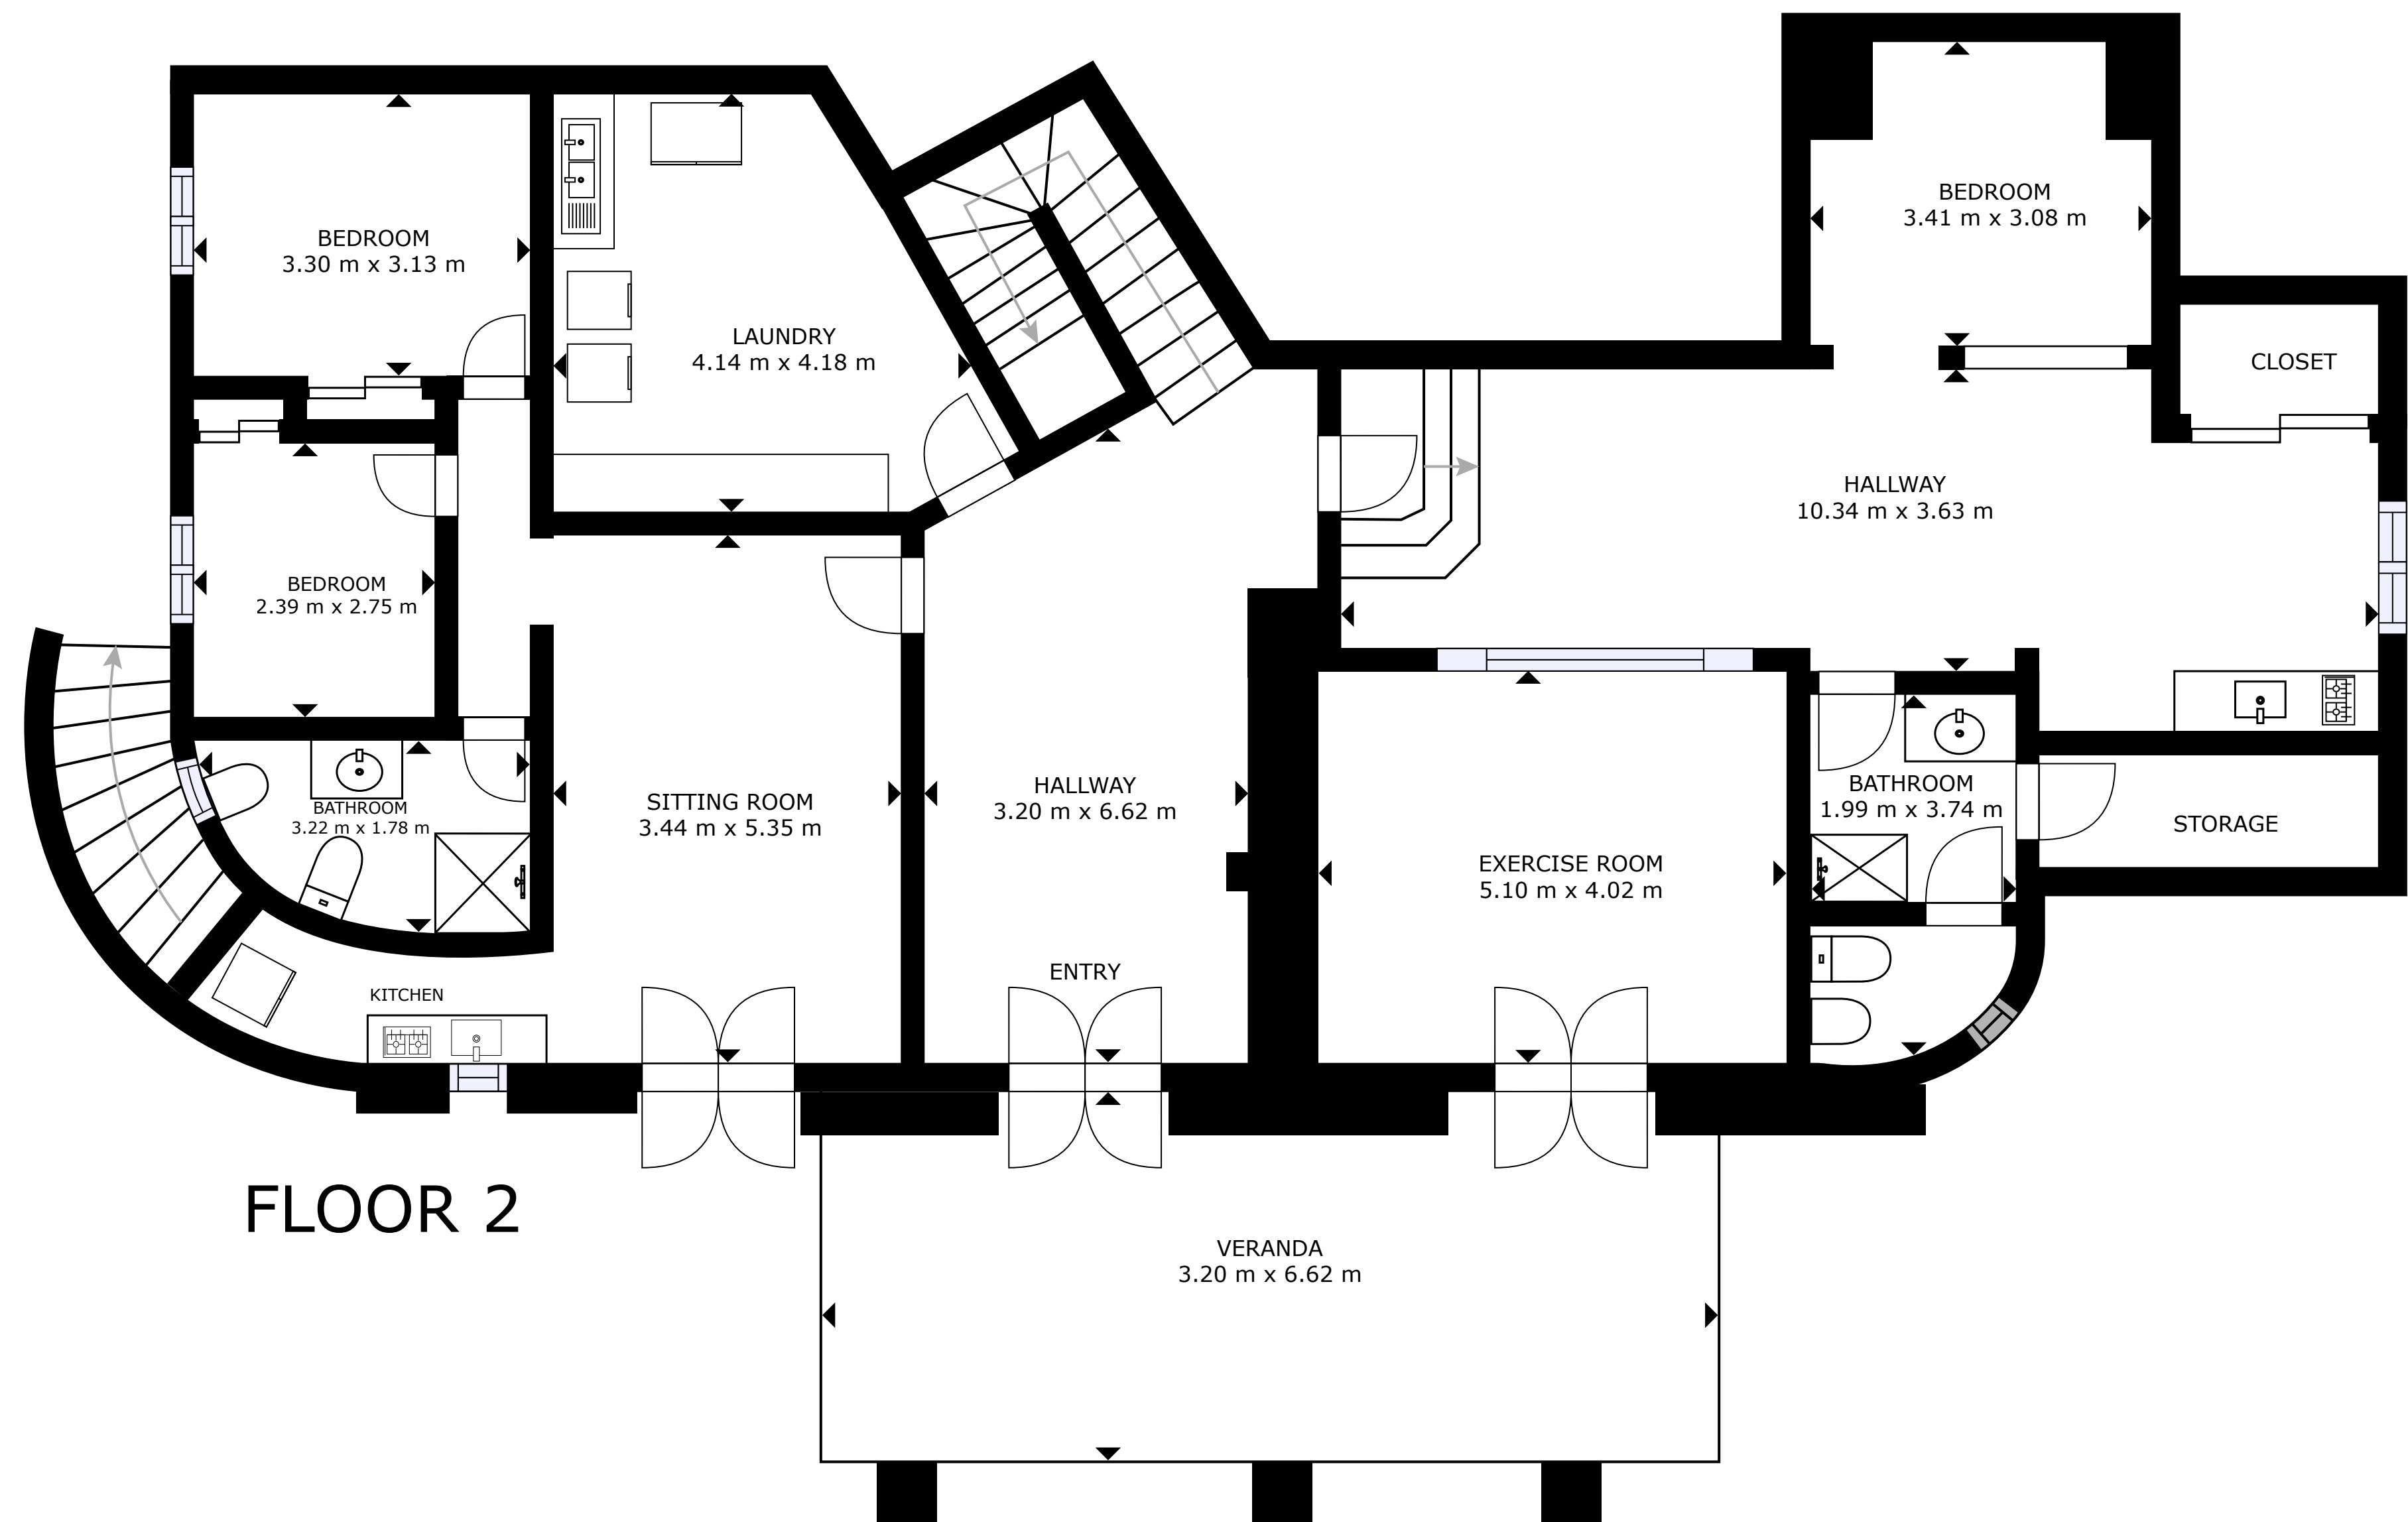 BEDROOM
3.41 m x 3.08 m
BEDROOM
3.30 m x 3.13 m
LAUNDRY
4.14 m x 4.18 m
CLOSET
HALLWAY
10.34 m x 3.63 m
BEDROOM
2.39 m x 2.75 m
BATHROOM
3.22 m x 1.78 m
SITTING ROOM
3.44 m x 5.35 m
HALLWAY
3.20 m x 6.62 m
BATHROOM
1.99 m x 3.74 m
STORAGE
EXERCISE ROOM
5.10 m x 4.02 m
ENTRY
KITCHEN
FLOOR 2
VERANDA
3.20 m x 6.62 m